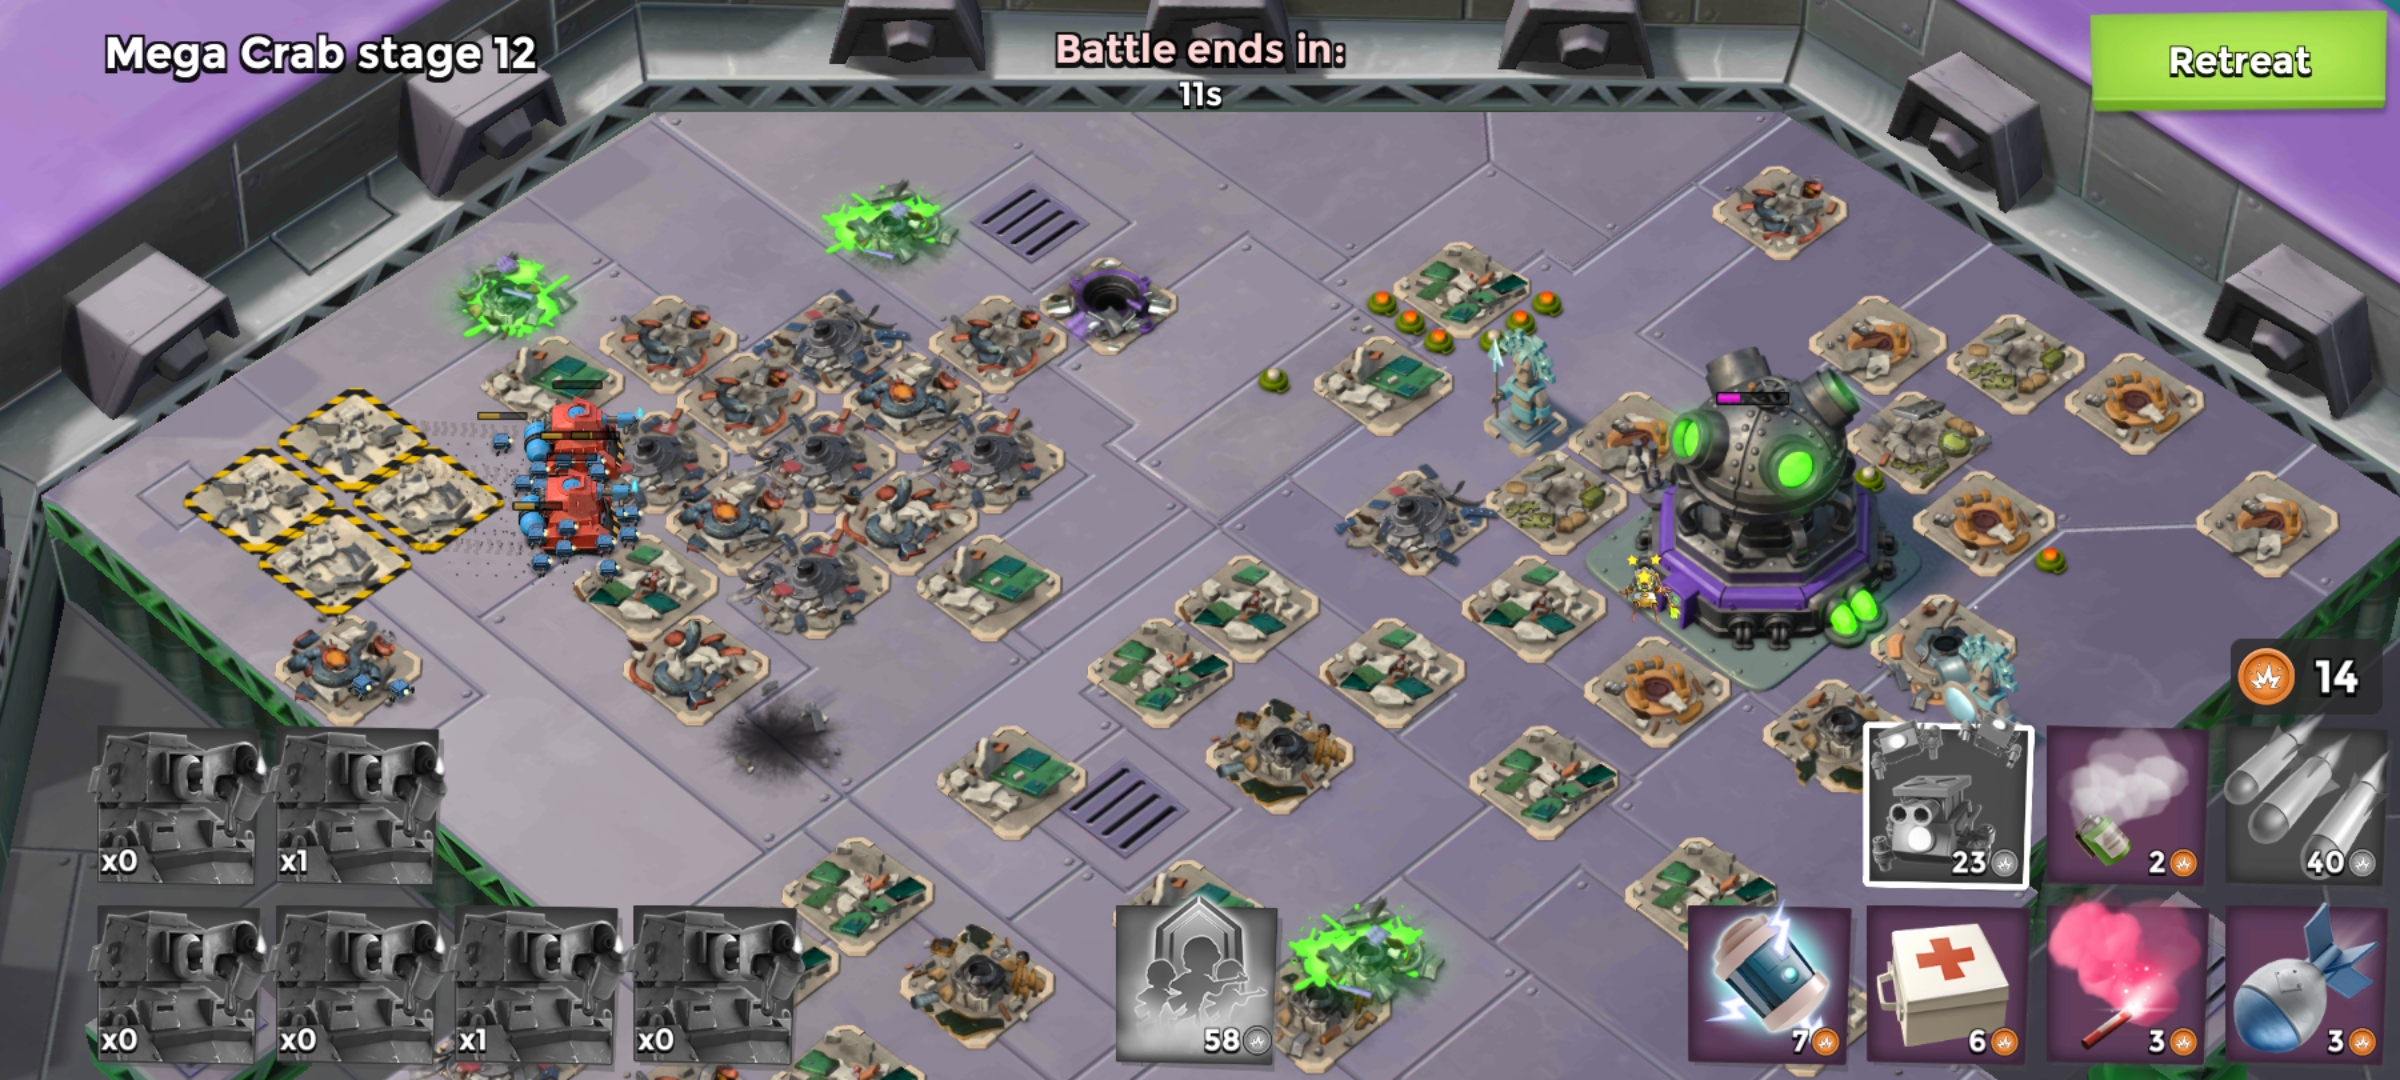 Mega Crab stage 12
Battle ends in:
11s
Retreat
14
x0
x1
23
2
40
x0
x0
x1
x0
58
7
6
3
3